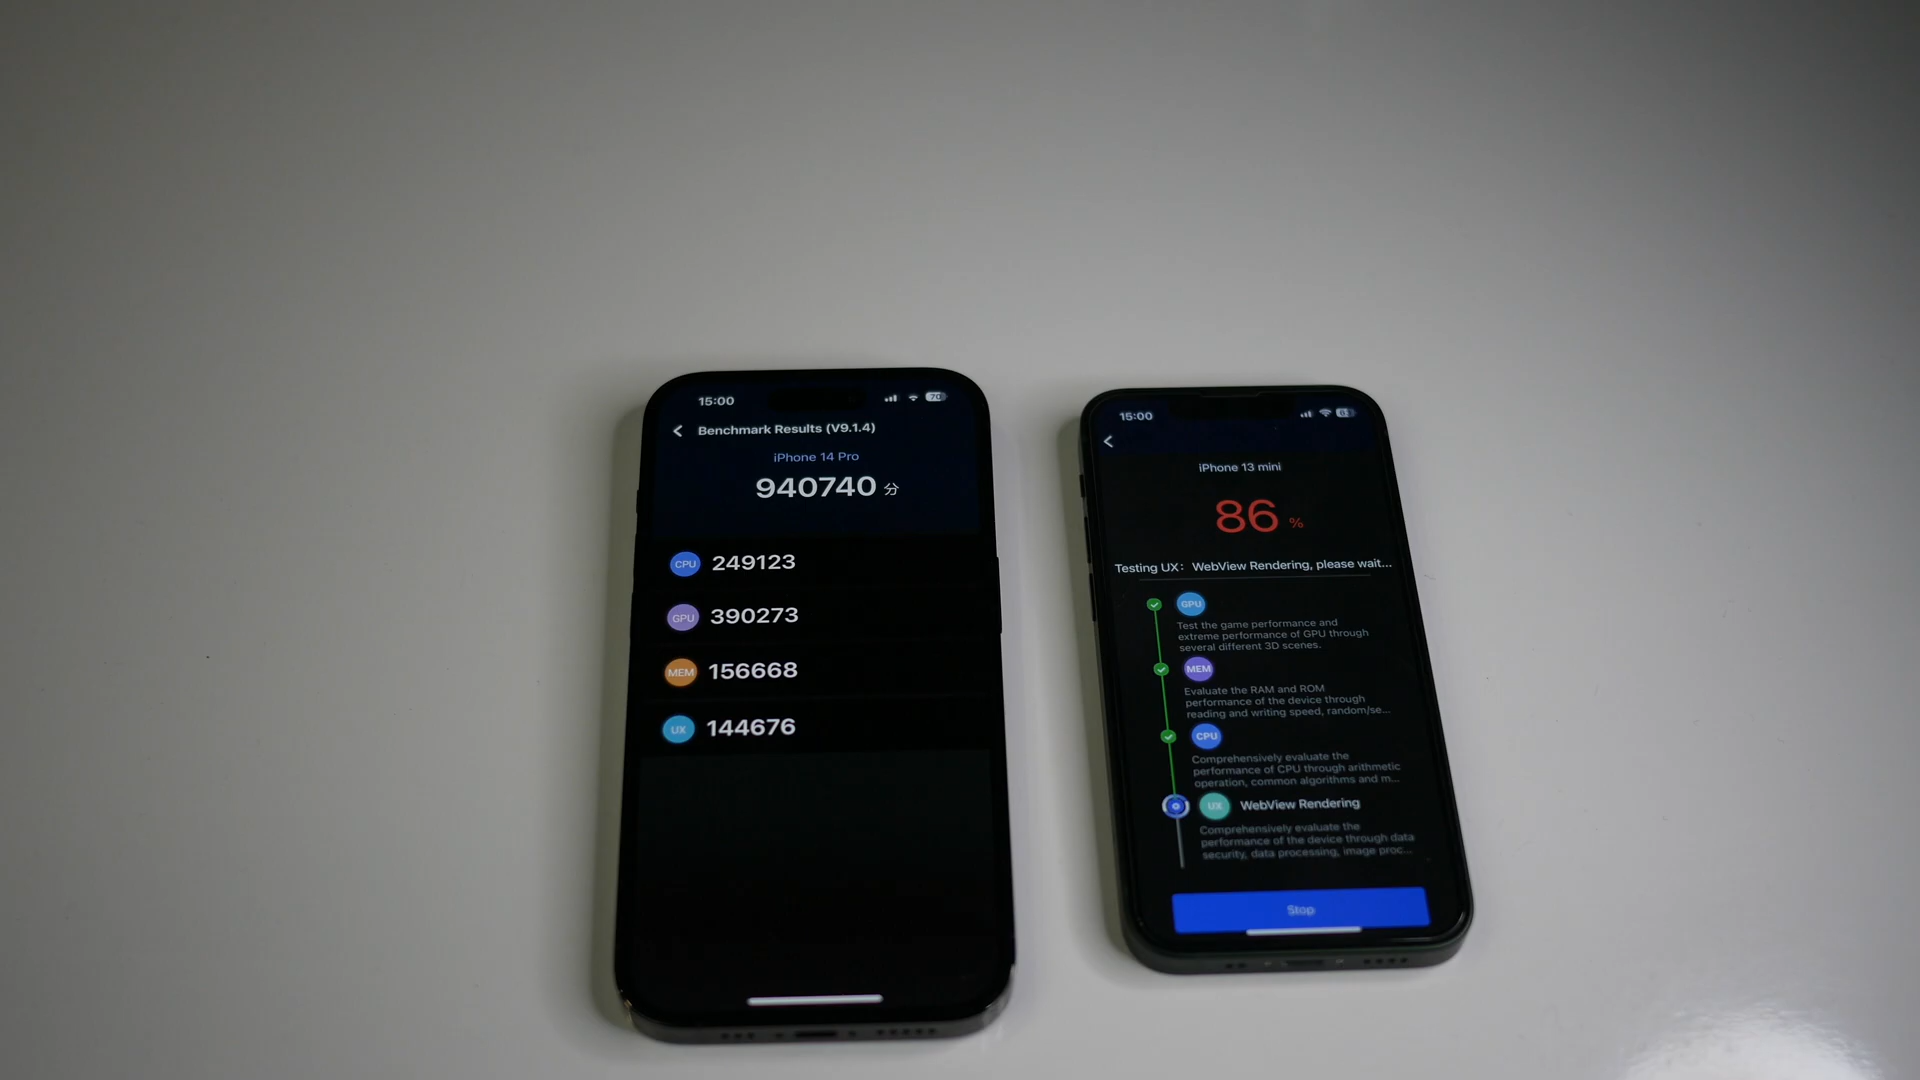 15:00
70
Benchmark Results (V9.1.4)
iPhone 14 Pro
940740 分
CPU 249123
GPU 390273
MEM 156668
UX 144676
15:00
iPhone 13 mini
86 %
Testing UX: WebView Rendering, please wait...
GPU
Test the game performance and
extreme performance of GPU through
several different 3D scenes.
MEM
Evaluate the RAM and ROM
performance of the device through
reading and writing speed, random/se...
CPU
Comprehensively evaluate the
performance of CPU through arithmetic
operation, common algorithms and m...
UX WebView Rendering
Comprehensively evaluate the
performance of the device through data
security, data processing, image proc...
Stop